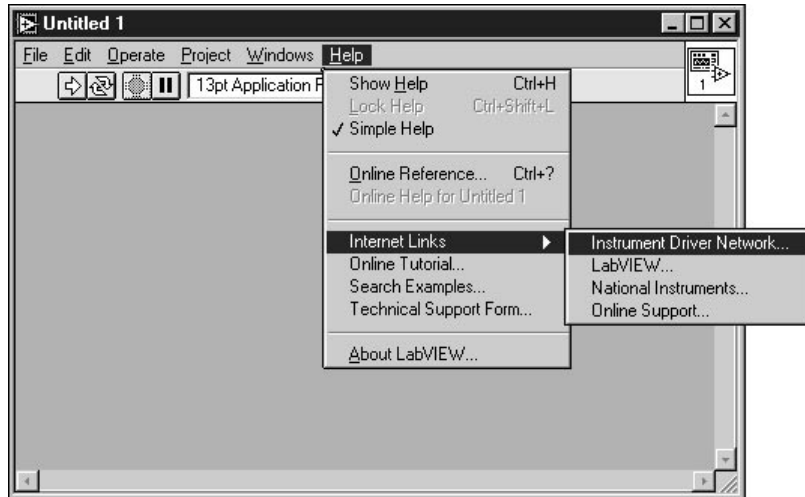 Untitled 1
File Edit Operate Project Windows Help
13pt Application F
1
Show Help Ctrl+H
Lock Help Ctrl+Shift+L
✓ Simple Help
Online Reference... Ctrl+?
Online Help for Untitled 1
Internet Links
Online Tutorial...
Search Examples...
Technical Support Form...
About LabVIEW...
Instrument Driver Network...
LabVIEW...
National Instruments...
Online Support...